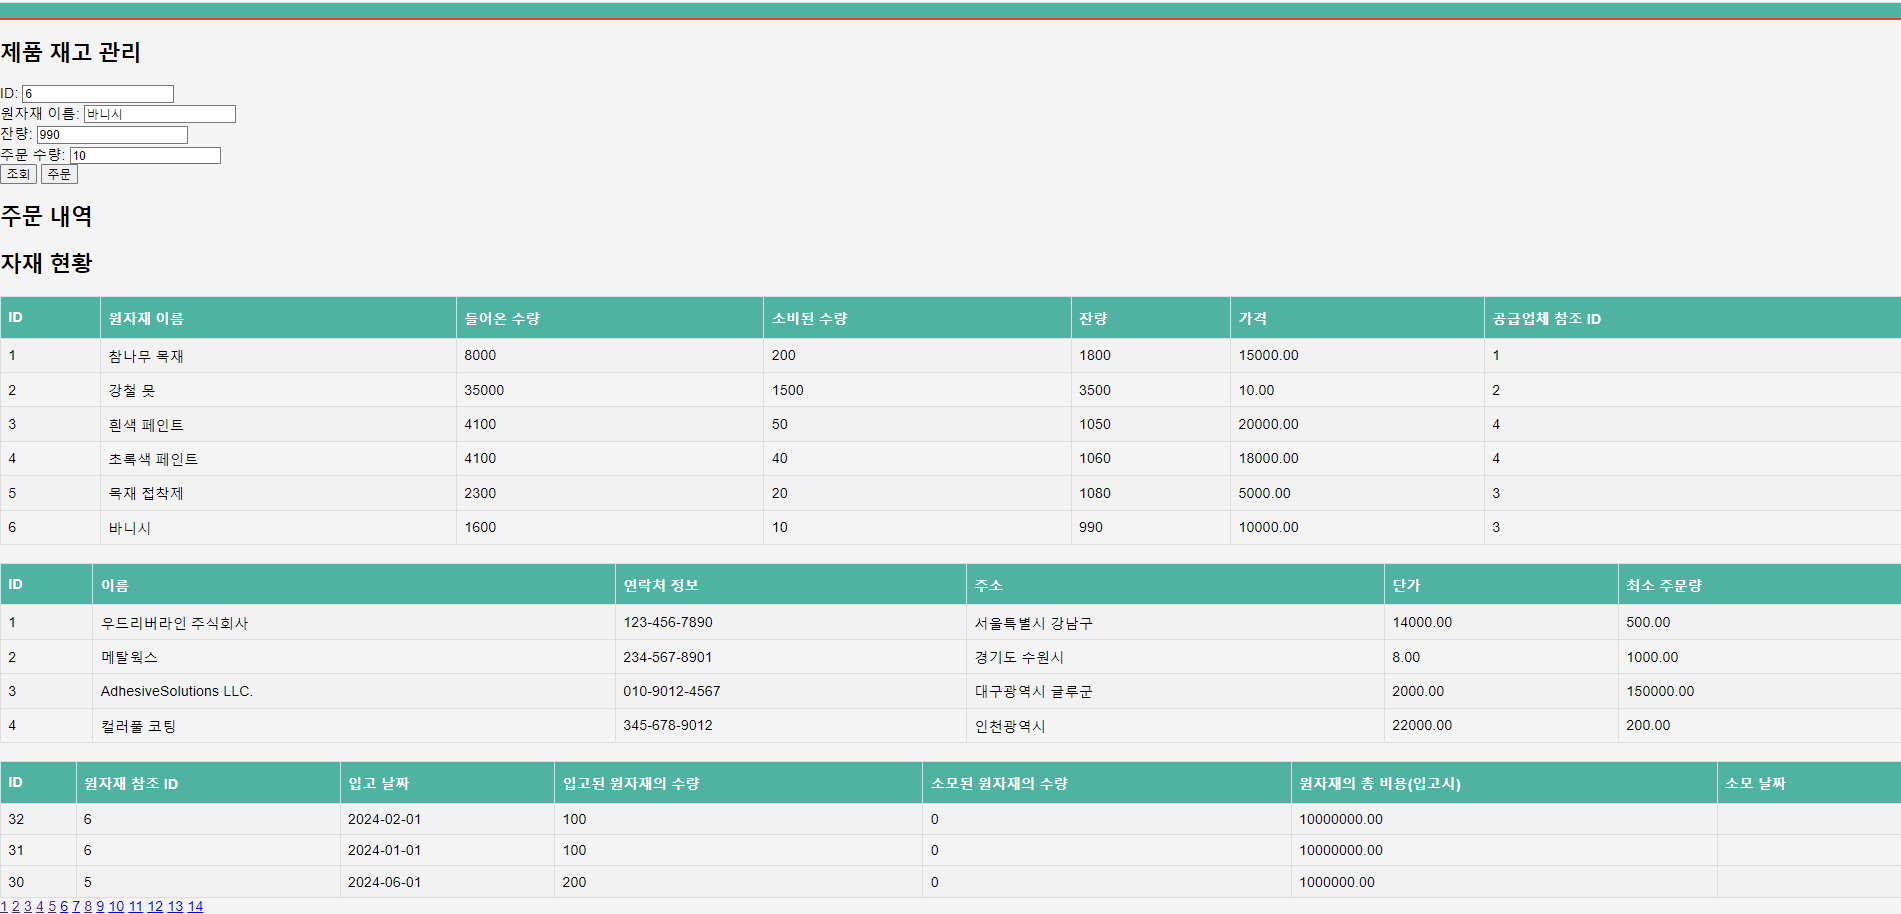 제품 재고 관리
ID: 6
원자재 이름: 바니시
잔량: 990
주문 수량: 10
조회 주문
주문 내역
자재 현황
ID 원자재 이름 들어온 수량 소비된 수량 잔량 가격 공급업체 참조 ID
1 참나무 목재 8000 200 1800 15000.00 1
2 강철 못 35000 1500 3500 10.00 2
3 흰색 페인트 4100 50 1050 20000.00 4
4 초록색 페인트 4100 40 1060 18000.00 4
5 목재 접착제 2300 20 1080 5000.00 3
6 바니시 1600 10 990 10000.00 3
ID 이름 연락처 정보 주소 단가 최소 주문량
1 우드리버라인 주식회사 123-456-7890 서울특별시 강남구 14000.00 500.00
2 메탈웍스 234-567-8901 경기도 수원시 8.00 1000.00
3 AdhesiveSolutions LLC. 010-9012-4567 대구광역시 글루군 2000.00 150000.00
4 컬러풀 코팅 345-678-9012 인천광역시 22000.00 200.00
ID 원자재 참조 ID 입고 날짜 입고된 원자재의 수량 소모된 원자재의 수량 원자재의 총 비용(입고시) 소모 날짜
32 6 2024-02-01 100 0 10000000.00
31 6 2024-01-01 100 0 10000000.00
30 5 2024-06-01 200 0 1000000.00
1 2 3 4 5 6 7 8 9 10 11 12 13 14